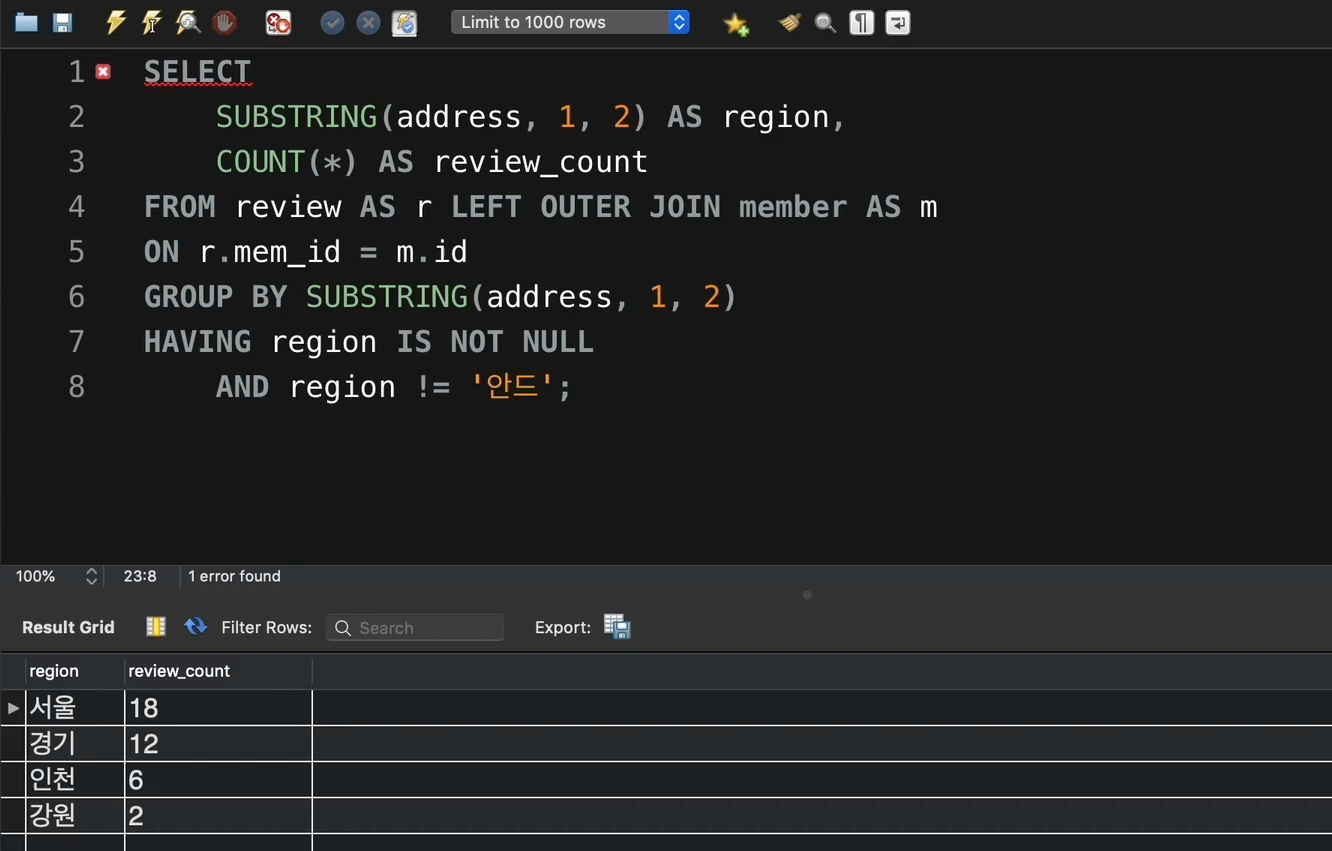 Limit to 1000 rows
1 SELECT
2 SUBSTRING(address, 1, 2) AS region,
3 COUNT(*) AS review_count
4 FROM review AS r LEFT OUTER JOIN member AS m
5 ON r.mem_id = m.id
6 GROUP BY SUBSTRING(address, 1, 2)
7 HAVING region IS NOT NULL
8 AND region != '안드';
100% 23:8 1 error found
Result Grid Filter Rows: Search Export:
region review_count
서울 18
경기 12
인천 6
강원 2